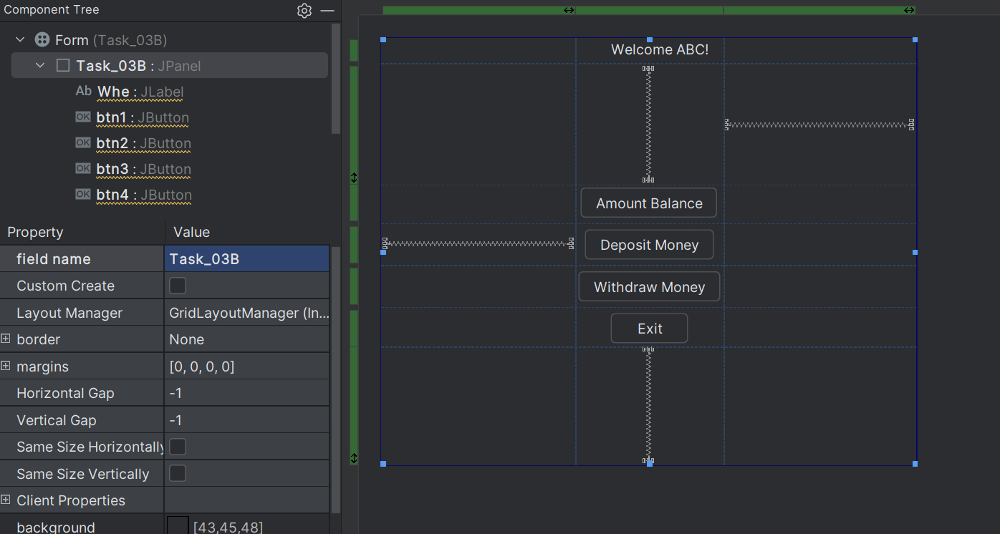 Component Tree
Form (Task_03B)
Task_03B : JPanel
Ab Whe : JLabel
OK btn1 : JButton
OK btn2 : JButton
OK btn3 : JButton
OK btn4 : JButton
Property Value
field name Task_03B
Custom Create
Layout Manager GridLayoutManager (In...
border None
margins [0, 0, 0, 0]
Horizontal Gap -1
Vertical Gap -1
Same Size Horizontally
Same Size Vertically
Client Properties
background [43,45,48]
Welcome ABC!
Amount Balance
Deposit Money
Withdraw Money
Exit